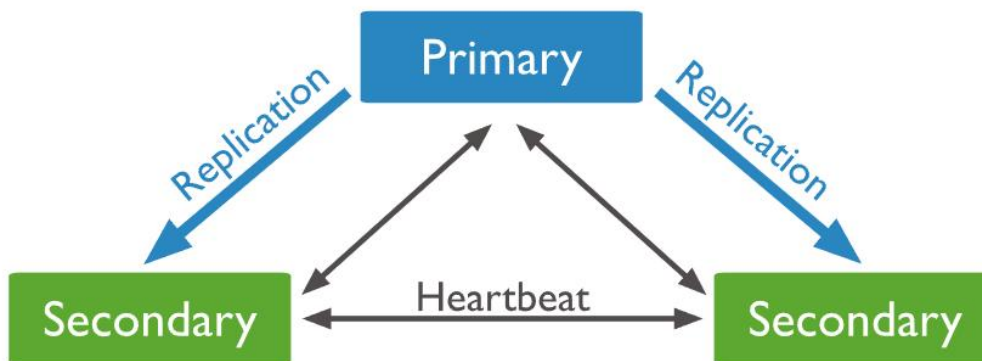 Primary
Replication
Replication
Heartbeat
Secondary
Secondary